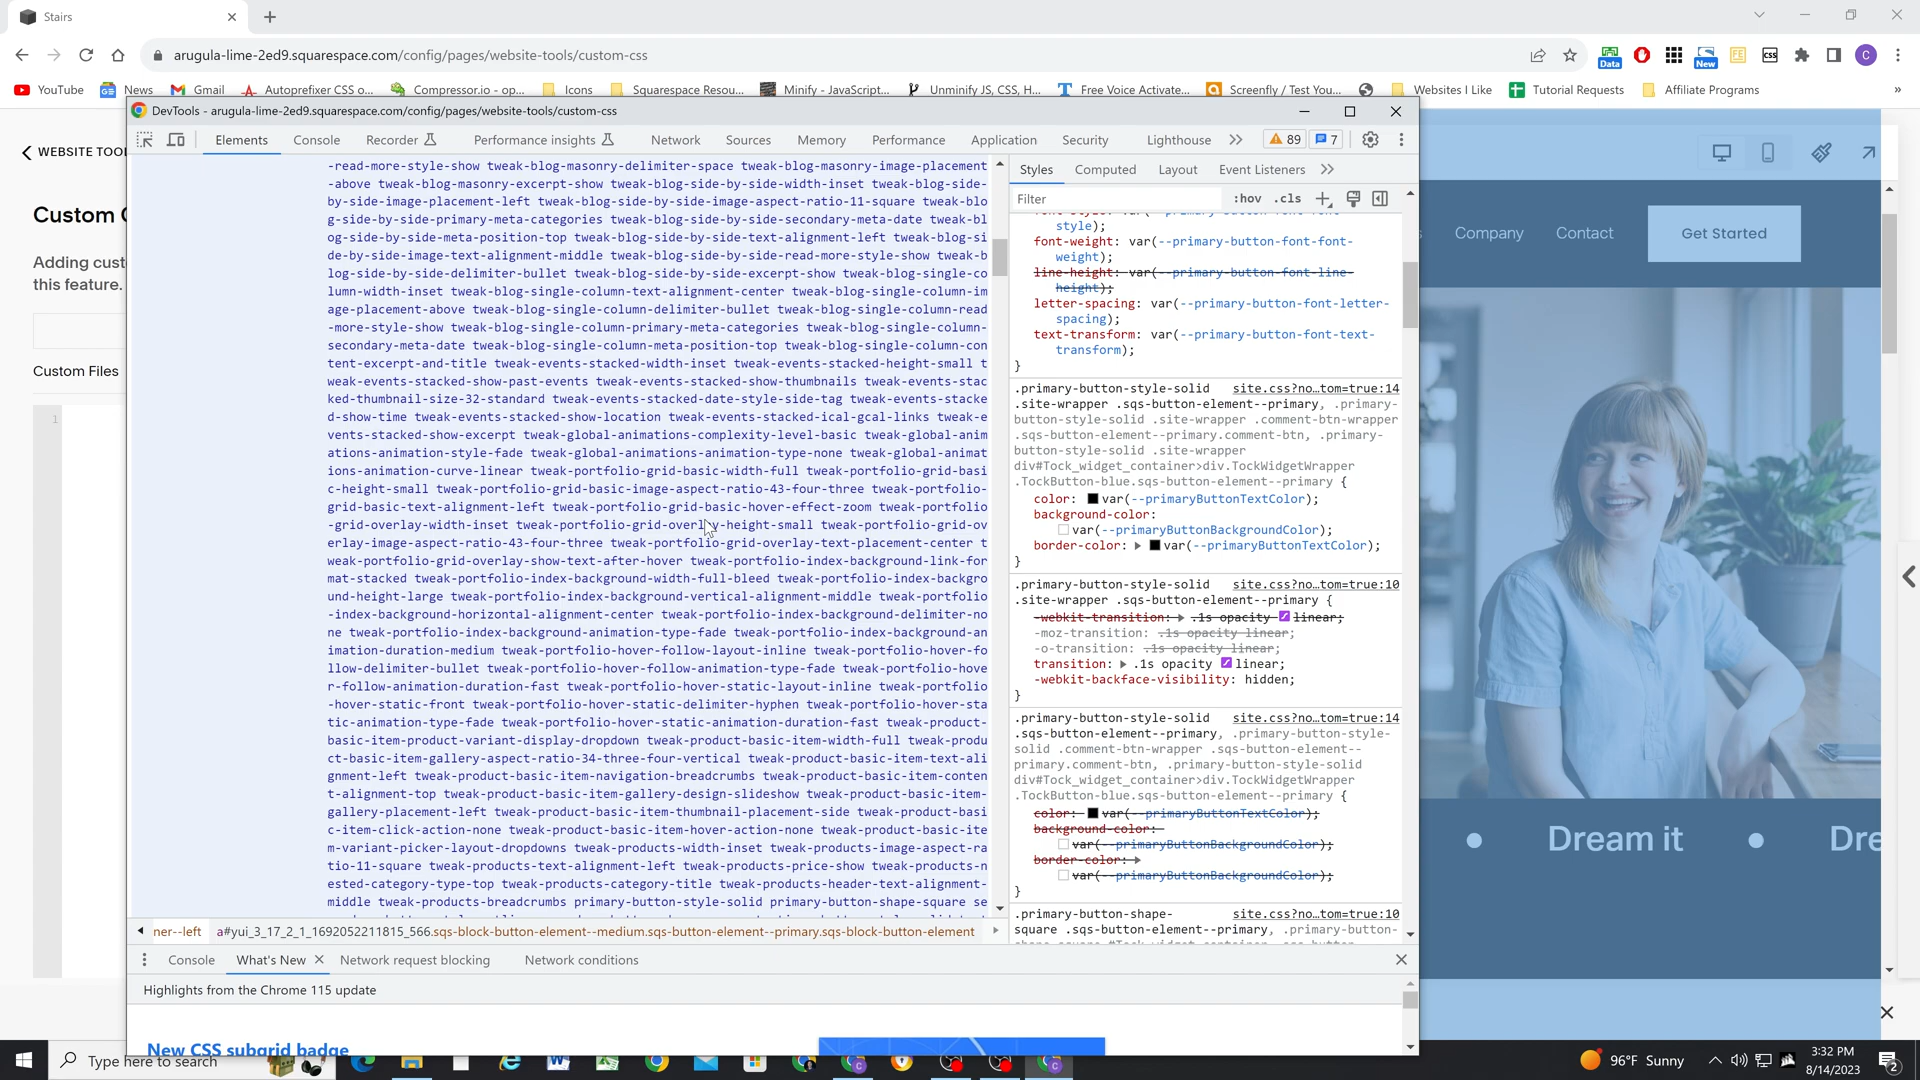 Stairs
arugula-lime-2ed9.squarespace.com/config/pages/website-tools/custom-css
Data
New
FE
CSS
C
YouTube
News
Gmail
Autoprefixer CSS o...
Compressor.io - op...
Icons
Squarespace Resou...
Minify - JavaScript...
Unminify JS, CSS, H...
Free Voice Activate...
Screenfly / Test You...
Websites I Like
Tutorial Requests
Affiliate Programs
»
DevTools - arugula-lime-2ed9.squarespace.com/config/pages/website-tools/custom-css
WEBSITE TOO
Elements
Console
Recorder
Performance insights
Network
Sources
Memory
Performance
Application
Security
Lighthouse
89
7
Custom C
Adding cust
this feature.
Custom Files
1
-read-more-style-show tweak-blog-masonry-delimiter-space tweak-blog-masonry-image-placement
-above tweak-blog-masonry-excerpt-show tweak-blog-side-by-side-width-inset tweak-blog-side-
by-side-image-placement-left tweak-blog-side-by-side-image-aspect-ratio-11-square tweak-blo
g-side-by-side-primary-meta-categories tweak-blog-side-by-side-secondary-meta-date tweak-bl
og-side-by-side-meta-position-top tweak-blog-side-by-side-text-alignment-left tweak-blog-si
de-by-side-image-text-alignment-middle tweak-blog-side-by-side-read-more-style-show tweak-b
log-side-by-side-delimiter-bullet tweak-blog-side-by-side-excerpt-show tweak-blog-single-co
lumn-width-inset tweak-blog-single-column-text-alignment-center tweak-blog-single-column-im
age-placement-above tweak-blog-single-column-delimiter-bullet tweak-blog-single-column-read
-more-style-show tweak-blog-single-column-primary-meta-categories tweak-blog-single-column-
secondary-meta-date tweak-blog-single-column-meta-position-top tweak-blog-single-column-con
tent-excerpt-and-title tweak-events-stacked-width-inset tweak-events-stacked-height-small t
weak-events-stacked-show-past-events tweak-events-stacked-show-thumbnails tweak-events-stac
ked-thumbnail-size-32-standard tweak-events-stacked-date-style-side-tag tweak-events-stacke
d-show-time tweak-events-stacked-show-location tweak-events-stacked-ical-gcal-links tweak-e
vents-stacked-show-excerpt tweak-global-animations-complexity-level-basic tweak-global-anim
ations-animation-style-fade tweak-global-animations-animation-type-none tweak-global-animat
ions-animation-curve-linear tweak-portfolio-grid-basic-width-full tweak-portfolio-grid-basi
c-height-small tweak-portfolio-grid-basic-image-aspect-ratio-43-four-three tweak-portfolio-
grid-basic-text-alignment-left tweak-portfolio-grid-basic-hover-effect-zoom tweak-portfolio
-grid-overlay-width-inset tweak-portfolio-grid-overlay-height-small tweak-portfolio-grid-ov
erlay-image-aspect-ratio-43-four-three tweak-portfolio-grid-overlay-text-placement-center t
weak-portfolio-grid-overlay-show-text-after-hover tweak-portfolio-index-background-link-for
mat-stacked tweak-portfolio-index-background-width-full-bleed tweak-portfolio-index-backgro
und-height-large tweak-portfolio-index-background-vertical-alignment-middle tweak-portfolio
-index-background-horizontal-alignment-center tweak-portfolio-index-background-delimiter-no
ne tweak-portfolio-index-background-animation-type-fade tweak-portfolio-index-background-an
imation-duration-medium tweak-portfolio-hover-follow-layout-inline tweak-portfolio-hover-fo
llow-delimiter-bullet tweak-portfolio-hover-follow-animation-type-fade tweak-portfolio-hove
r-follow-animation-duration-fast tweak-portfolio-hover-static-layout-inline tweak-portfolio
-hover-static-front tweak-portfolio-hover-static-delimiter-hyphen tweak-portfolio-hover-sta
tic-animation-type-fade tweak-portfolio-hover-static-animation-duration-fast tweak-product-
basic-item-product-variant-display-dropdown tweak-product-basic-item-width-full tweak-produ
ct-basic-item-gallery-aspect-ratio-34-three-four-vertical tweak-product-basic-item-text-ali
gnment-left tweak-product-basic-item-navigation-breadcrumbs tweak-product-basic-item-conten
t-alignment-top tweak-product-basic-item-gallery-design-slideshow tweak-product-basic-item-
gallery-placement-left tweak-product-basic-item-thumbnail-placement-side tweak-product-basi
c-item-click-action-none tweak-product-basic-item-hover-action-none tweak-product-basic-ite
m-variant-picker-layout-dropdowns tweak-products-width-inset tweak-products-image-aspect-ra
tio-11-square tweak-products-text-alignment-left tweak-products-price-show tweak-products-n
ested-category-type-top tweak-products-category-title tweak-products-header-text-alignment-
middle tweak-products-breadcrumbs primary-button-style-solid primary-button-shape-square se
Styles
Computed
Layout
Event Listeners
Filter
:hov
.cls
style);
font-weight: var(--primary-button-font-font-
weight);
line-height: var(--primary-button-font-line-
height);
letter-spacing: var(--primary-button-font-letter-
spacing);
text-transform: var(--primary-button-font-text-
transform);
}
.primary-button-style-solid site.css?no…tom=true:14
.site-wrapper .sqs-button-element--primary, .primary-
button-style-solid .site-wrapper .comment-btn-wrapper
.sqs-button-element--primary.comment-btn, .primary-
button-style-solid .site-wrapper
div#Tock_widget_container>div.TockWidgetWrapper
.TockButton-blue.sqs-button-element--primary {
color: var(--primaryButtonTextColor);
background-color:
var(--primaryButtonBackgroundColor);
border-color: var(--primaryButtonTextColor);
}
.primary-button-style-solid site.css?no…tom=true:10
.site-wrapper .sqs-button-element--primary {
-webkit-transition: .1s opacity linear;
-moz-transition: .1s opacity linear;
-o-transition: .1s opacity linear;
transition: .1s opacity linear;
-webkit-backface-visibility: hidden;
}
.primary-button-style-solid site.css?no…tom=true:14
.sqs-button-element--primary, .primary-button-style-
solid .comment-btn-wrapper .sqs-button-element--
primary.comment-btn, .primary-button-style-solid
div#Tock_widget_container>div.TockWidgetWrapper
.TockButton-blue.sqs-button-element--primary {
color: var(--primaryButtonTextColor);
background-color:
var(--primaryButtonBackgroundColor);
border-color:
var(--primaryButtonBackgroundColor);
}
.primary-button-shape- site.css?no…tom=true:10
square .sqs-button-element--primary, .primary-button-
ner--left a#yui_3_17_2_1_1692052211815_566.sqs-block-button-element--medium.sqs-button-element--primary.sqs-block-button-element
Console
What's New
Network request blocking
Network conditions
Highlights from the Chrome 115 update
New CSS subgrid badge
s
Company
Contact
Get Started
• Dream it • Dre
Type here to search
96°F Sunny
3:32 PM
8/14/2023
2